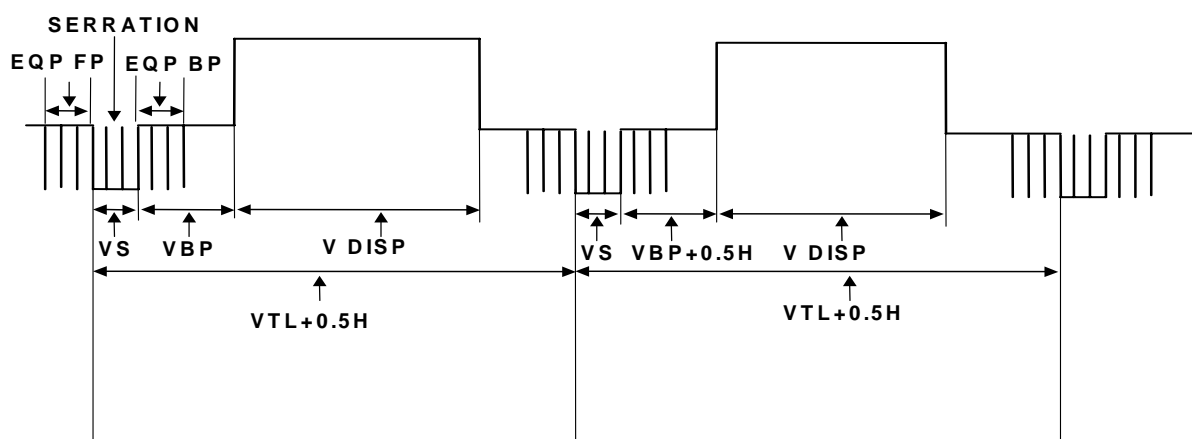 SERRATION
EQP FP EQP BP
VS VBP V DISP VS VBP+0.5H V DISP
VTL+0.5H VTL+0.5H